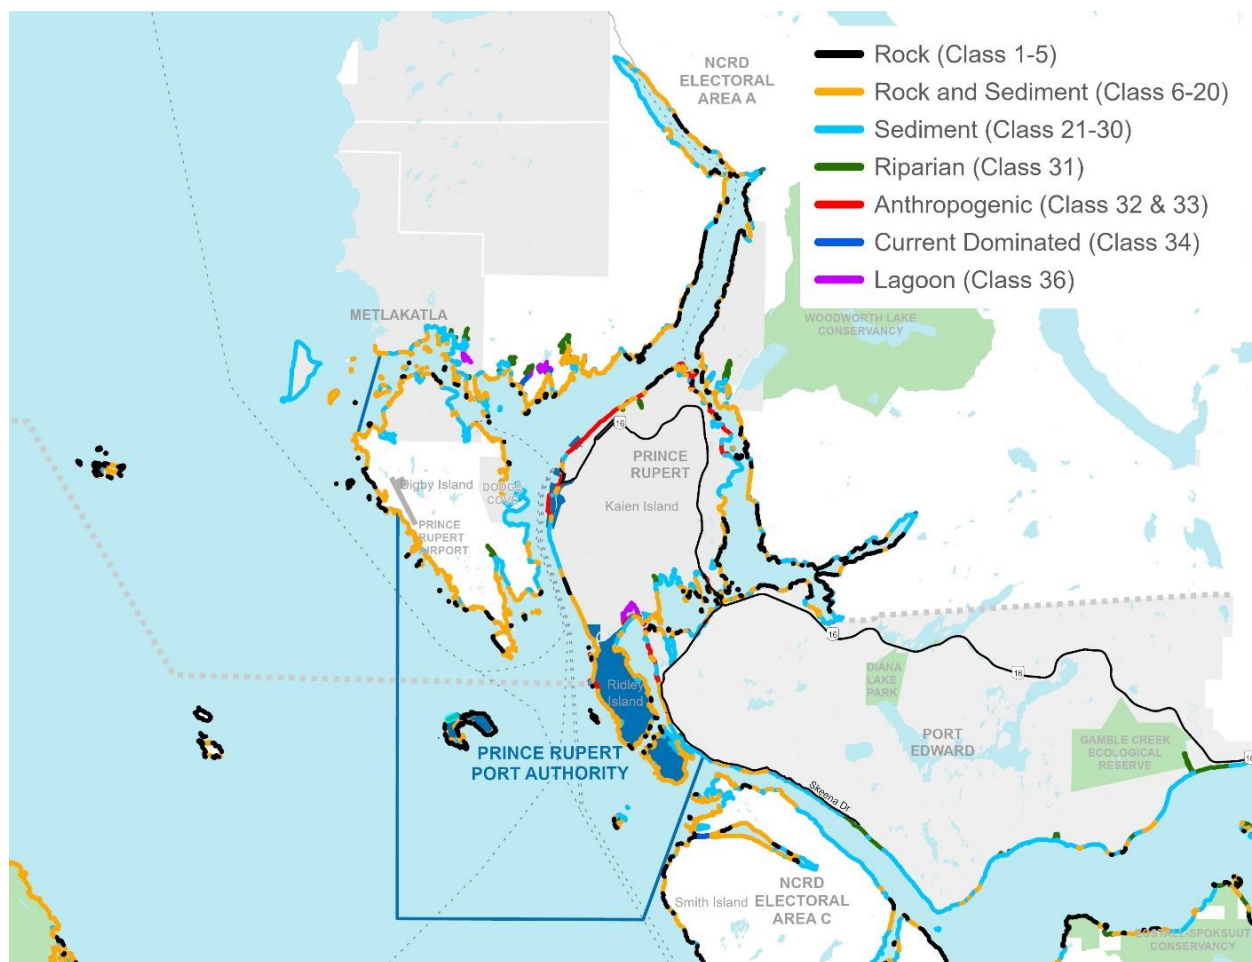 NCRD
ELECTORAL
AREA A
Rock (Class 1-5)
Rock and Sediment (Class 6-20)
Sediment (Class 21-30)
Riparian (Class 31)
Anthropogenic (Class 32 & 33)
Current Dominated (Class 34)
Lagoon (Class 36)
METLAKATLA
WOODWORTH LAKE
CONSERVANCY
16
PRINCE
RUPERT
Kaien Island
Digby Island
DODGE
COVE
PRINCE
RUPERT
AIRPORT
16
16
DIANA
LAKE
PARK
Ridley
Island
PORT
EDWARD
GAMBLE CREEK
ECOLOGICAL
RESERVE
16
PRINCE RUPERT
PORT AUTHORITY
Skeena Dr
NCRD
ELECTORAL
AREA C
Smith Island
CONSERVANCY